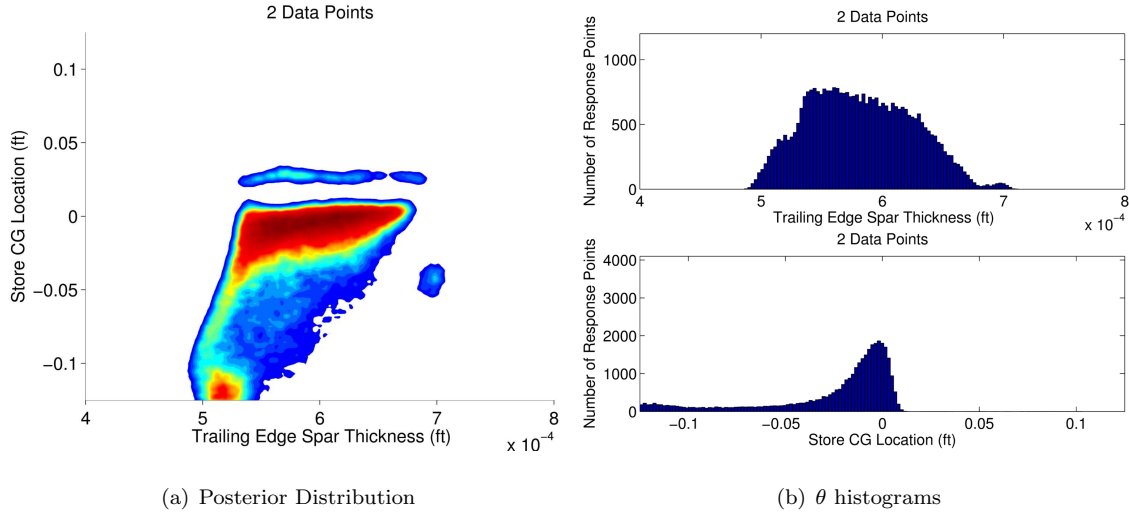 2 Data Points
0.1
0.05
0
−0.05
−0.1
Store CG Location (ft)
4 5 6 7 8
Trailing Edge Spar Thickness (ft)
x 10⁻⁴
(a) Posterior Distribution
2 Data Points
1000
500
0
Number of Response Points
4 5 6 7 8
Trailing Edge Spar Thickness (ft)
x 10⁻⁴
2 Data Points
4000
3000
2000
1000
0
Number of Response Points
−0.1 −0.05 0 0.05 0.1
Store CG Location (ft)
(b) θ histograms